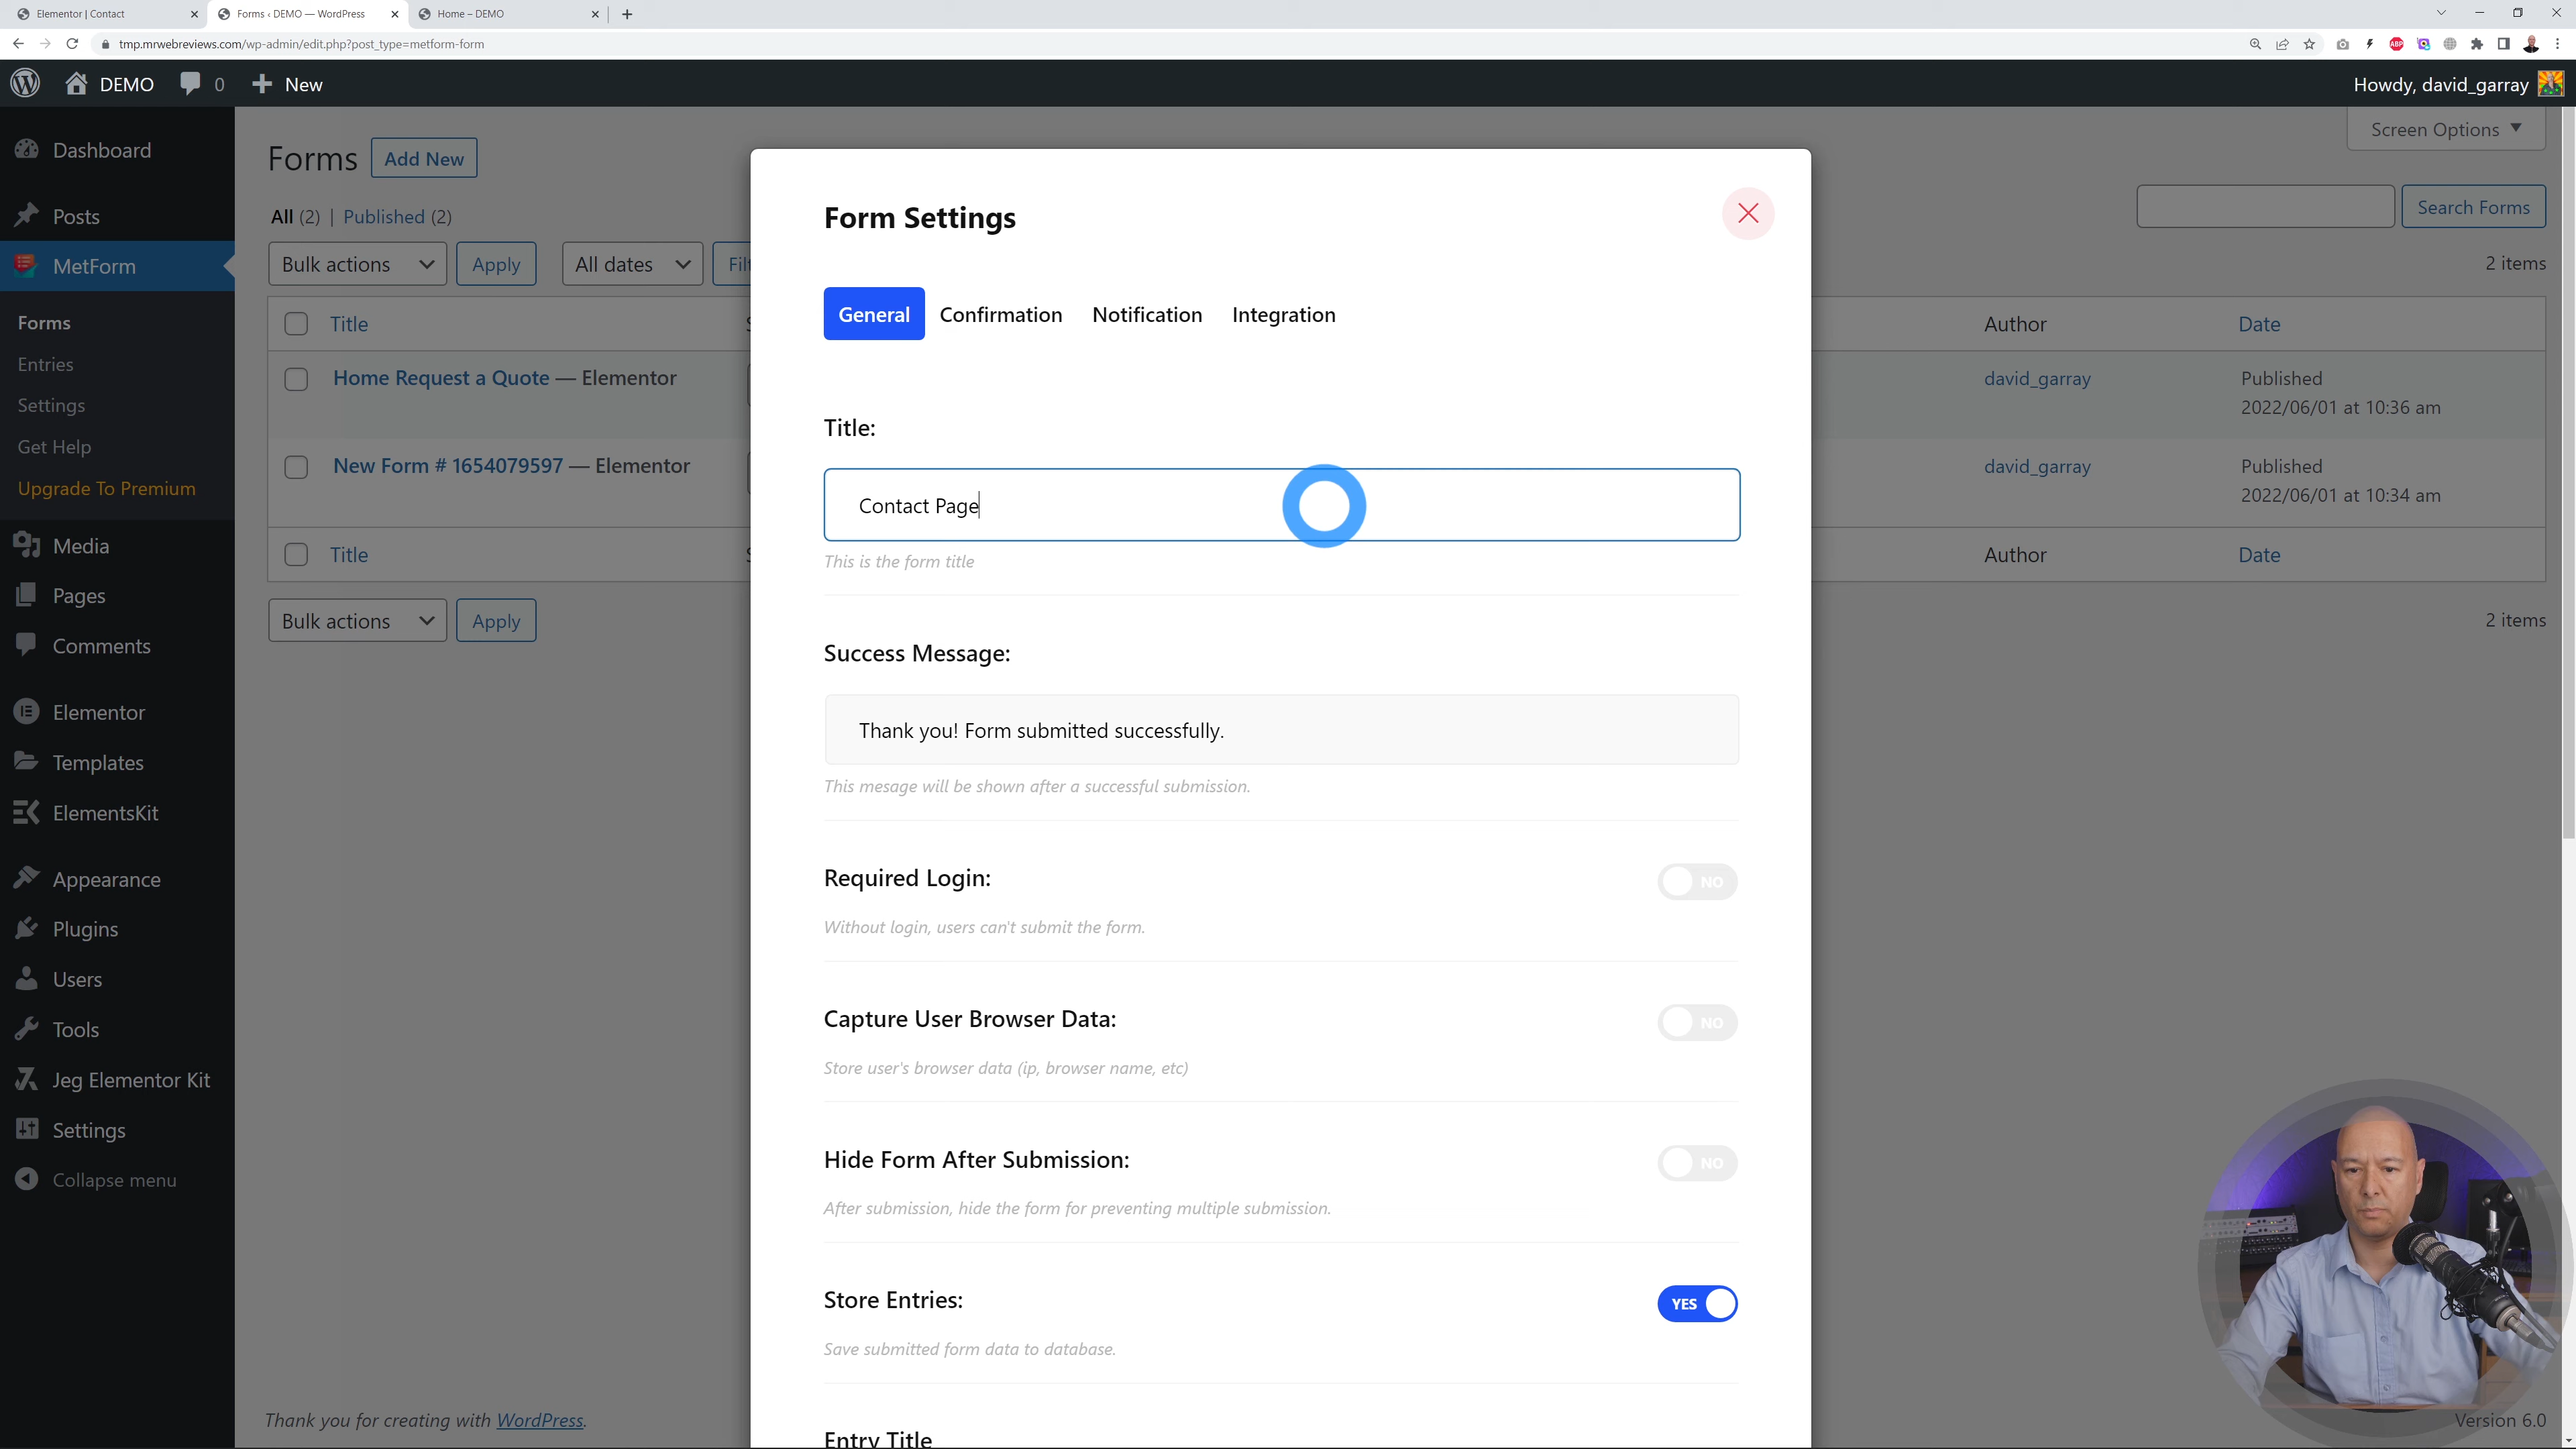 Elementor | Contact
Forms ‹ DEMO — WordPress
Home – DEMO
tmp.mrwebreviews.com/wp-admin/edit.php?post_type=metform-form
ABP
DEMO
0
New
Howdy, david_garray
Dashboard
Posts
MetForm
Forms
Entries
Settings
Get Help
Upgrade To Premium
Media
Pages
Comments
Elementor
Templates
ElementsKit
Appearance
Plugins
Users
Tools
Jeg Elementor Kit
Settings
Collapse menu
Screen Options
Forms
Add New
All (2) | Published (2)
Search Forms
Bulk actions
Apply
All dates
2 items
Title
Author
Date
Home Request a Quote — Elementor
david_garray
Published
2022/06/01 at 10:36 am
New Form # 1654079597 — Elementor
david_garray
Published
2022/06/01 at 10:34 am
Title
Author
Date
Bulk actions
Apply
2 items
Form Settings
General
Confirmation
Notification
Integration
Title:
Contact Page
This is the form title
Success Message:
Thank you! Form submitted successfully.
This mesage will be shown after a successful submission.
Required Login:
NO
Without login, users can't submit the form.
Capture User Browser Data:
NO
Store user's browser data (ip, browser name, etc)
Hide Form After Submission:
NO
After submission, hide the form for preventing multiple submission.
Store Entries:
YES
Save submitted form data to database.
Entry Title
Thank you for creating with WordPress.
Version 6.0